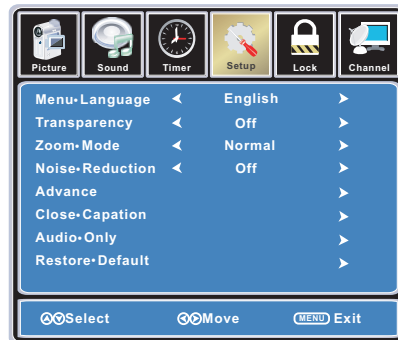 Picture Sound Timer Setup Lock Channel
Menu•Language English
Transparency Off
Zoom•Mode Normal
Noise•Reduction Off
Advance
Close•Capation
Audio•Only
Restore•Default
Select Move MENU Exit